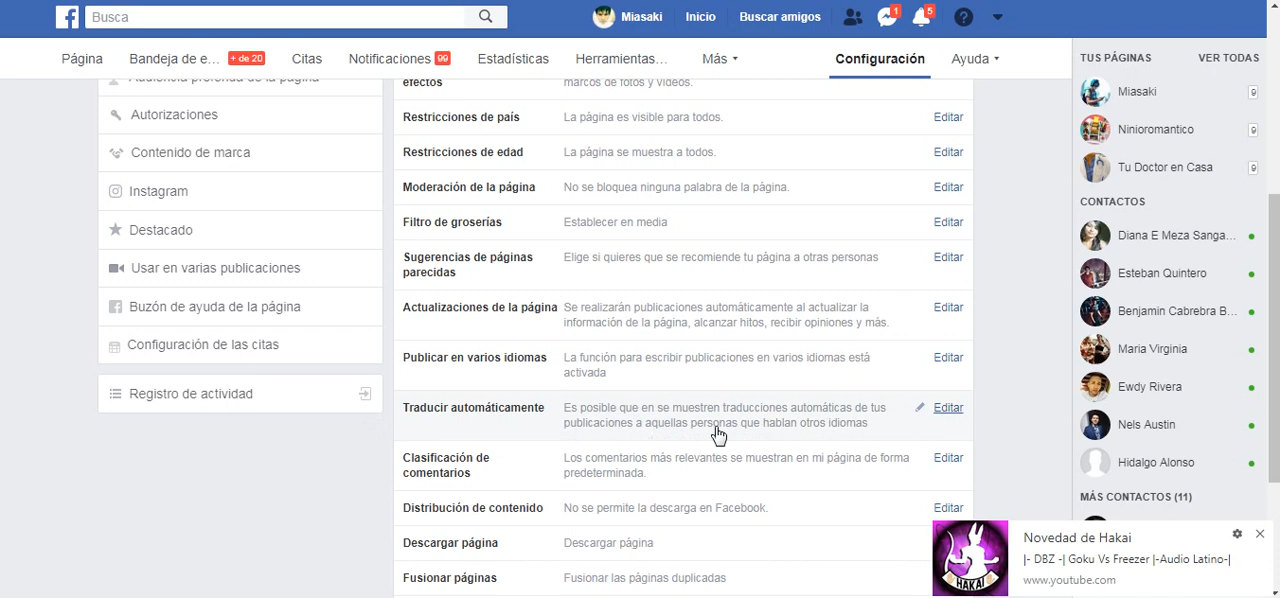 Busca
Miasaki
Inicio
Buscar amigos
1
5
Página
Bandeja de e...
+ de 20
Citas
Notificaciones
99
Estadísticas
Herramientas...
Más
Configuración
Ayuda
Audiencia preferida de la página
Autorizaciones
Contenido de marca
Instagram
Destacado
Usar en varias publicaciones
Buzón de ayuda de la página
Configuración de las citas
Registro de actividad
efectos
marcos de fotos y videos.
Restricciones de país
La página es visible para todos.
Editar
Restricciones de edad
La página se muestra a todos.
Editar
Moderación de la página
No se bloquea ninguna palabra de la página.
Editar
Filtro de groserías
Establecer en media
Editar
Sugerencias de páginas
parecidas
Elige si quieres que se recomiende tu página a otras personas
Editar
Actualizaciones de la página
Se realizarán publicaciones automáticamente al actualizar la
información de la página, alcanzar hitos, recibir opiniones y más.
Editar
Publicar en varios idiomas
La función para escribir publicaciones en varios idiomas está
activada
Editar
Traducir automáticamente
Es posible que en se muestren traducciones automáticas de tus
publicaciones a aquellas personas que hablan otros idiomas
Editar
Clasificación de
comentarios
Los comentarios más relevantes se muestran en mi página de forma
predeterminada.
Editar
Distribución de contenido
No se permite la descarga en Facebook.
Editar
Descargar página
Descargar página
Fusionar páginas
Fusionar las páginas duplicadas
TUS PÁGINAS
VER TODAS
Miasaki
9
Ninioromantico
9
Tu Doctor en Casa
9
CONTACTOS
Diana E Meza Sanga...
Esteban Quintero
Benjamin Cabrebra B...
Maria Virginia
Ewdy Rivera
Nels Austin
Hidalgo Alonso
MÁS CONTACTOS (11)
HAKAI
Novedad de Hakai
|- DBZ -| Goku Vs Freezer |-Audio Latino-|
www.youtube.com